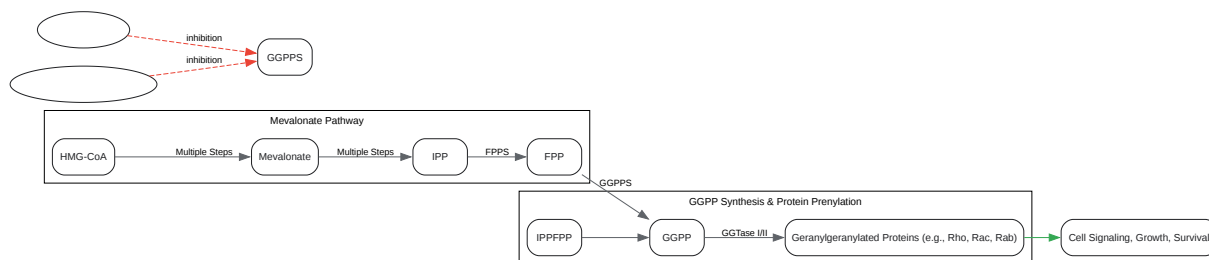 inhibition
GGPPS
inhibition
Mevalonate Pathway
HMG-CoA
Multiple Steps
Mevalonate
Multiple Steps
IPP
FPPS
FPP
GGPPS
GGPP Synthesis & Protein Prenylation
IPPFPP
GGPP
GGTase I/II
Geranylgeranylated Proteins (e.g., Rho, Rac, Rab)
Cell Signaling, Growth, Survival